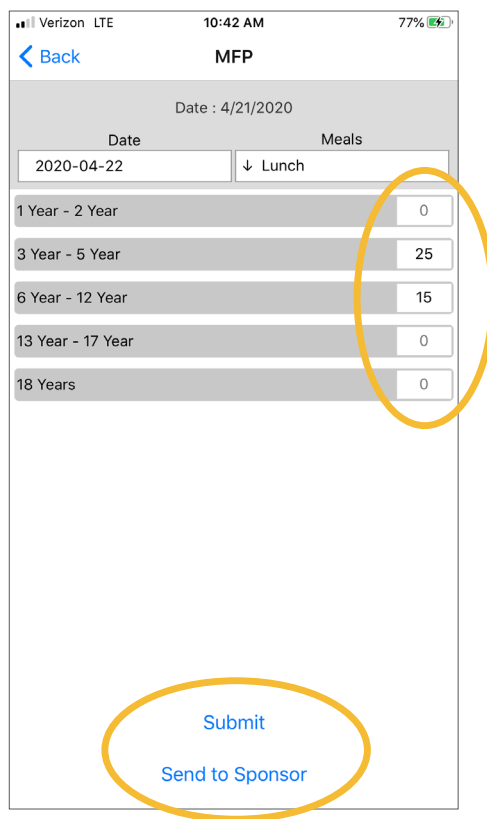 Verizon LTE 10:42 AM 77%
Back MFP
Date : 4/21/2020
Date Meals
2020-04-22 ↓ Lunch
1 Year - 2 Year 0
3 Year - 5 Year 25
6 Year - 12 Year 15
13 Year - 17 Year 0
18 Years 0
Submit
Send to Sponsor